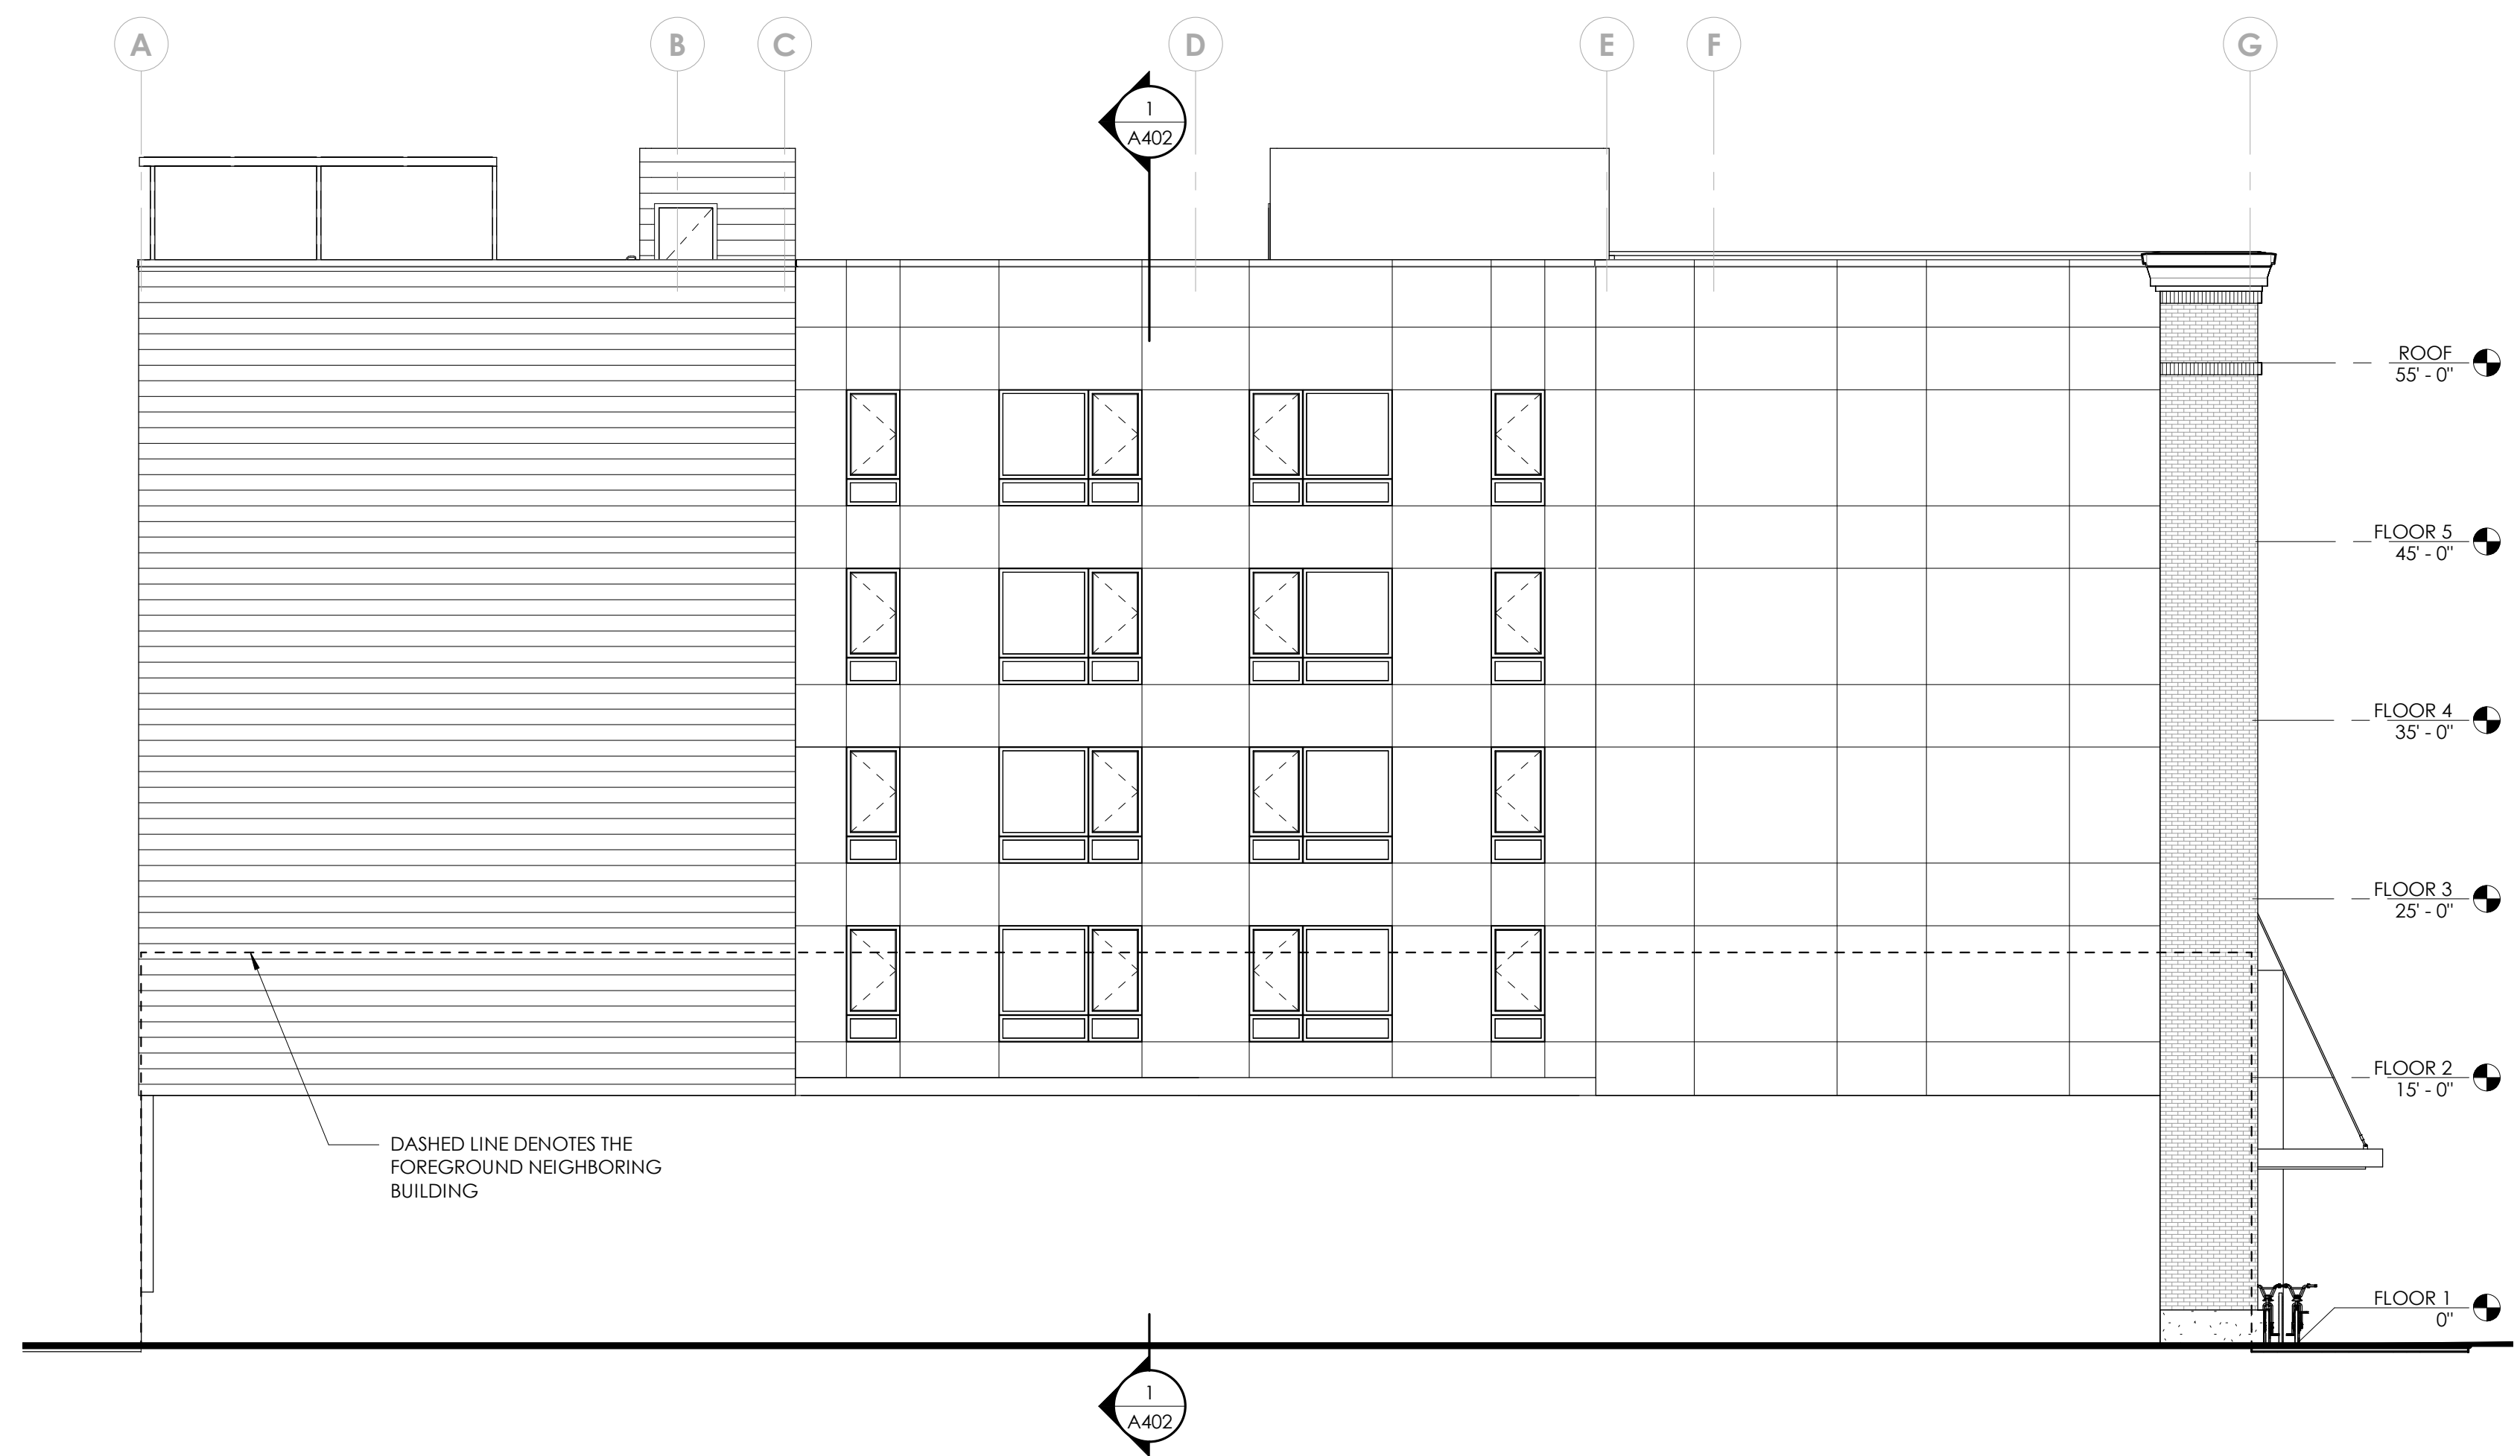 A
B
C
D
E
F
G
1
A402
ROOF
55' - 0"
FLOOR 5
45' - 0"
FLOOR 4
35' - 0"
FLOOR 3
25' - 0"
FLOOR 2
15' - 0"
DASHED LINE DENOTES THE
FOREGROUND NEIGHBORING
BUILDING
FLOOR 1
0"
1
A402